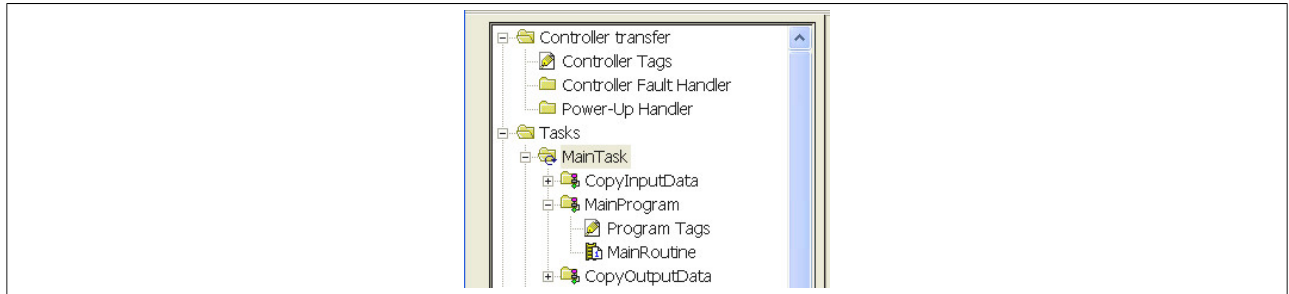 Controller transfer
Controller Tags
Controller Fault Handler
Power-Up Handler
Tasks
MainTask
CopyInputData
MainProgram
Program Tags
MainRoutine
CopyOutputData